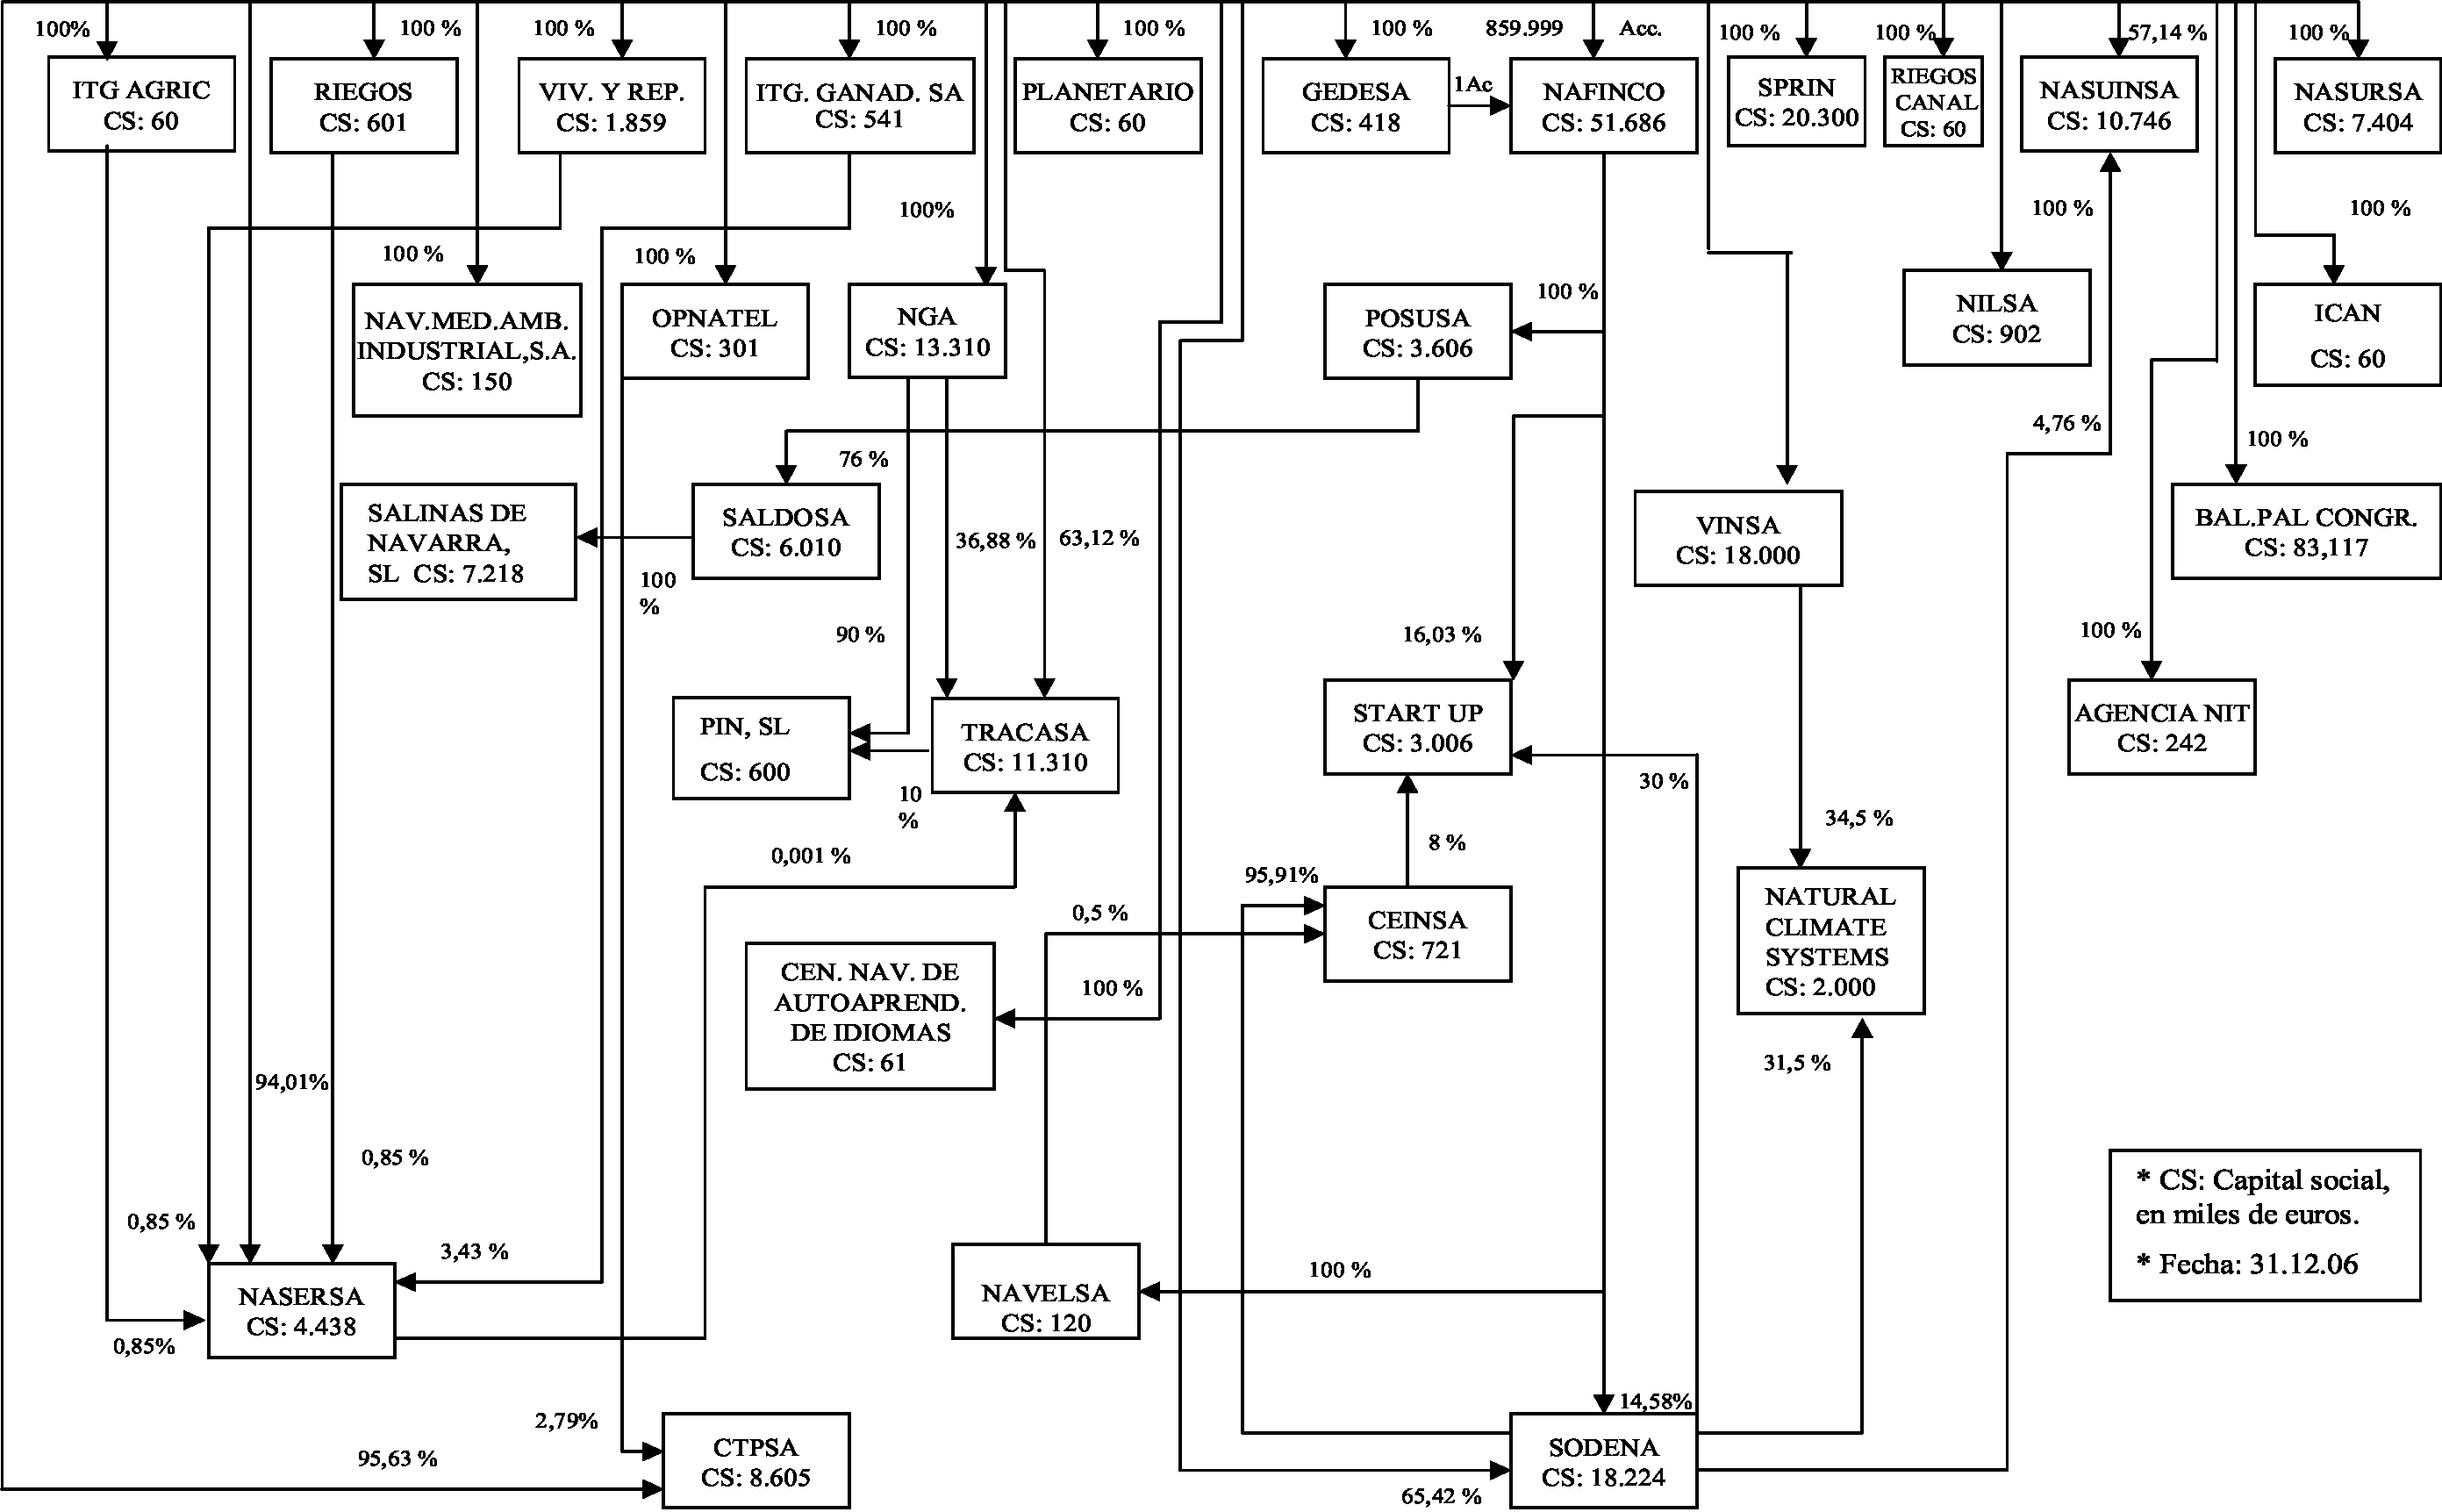 100%
100 %
100 %
100 %
100 %
100 %
859.999
Acc.
100 %
100 %
57,14 %
100 %
ITG AGRIC
CS: 60
RIEGOS
CS: 601
VIV. Y REP.
CS: 1.859
ITG. GANAD. SA
CS: 541
PLANETARIO
CS: 60
GEDESA
CS: 418
1Ac
NAFINCO
CS: 51.686
SPRIN
CS: 20.300
RIEGOS
CANAL
CS: 60
NASUINSA
CS: 10.746
NASURSA
CS: 7.404
100%
100 %
100 %
100 %
100 %
100 %
NAV.MED.AMB.
INDUSTRIAL,S.A.
CS: 150
OPNATEL
CS: 301
NGA
CS: 13.310
POSUSA
CS: 3.606
100 %
NILSA
CS: 902
ICAN
CS: 60
4,76 %
100 %
76 %
SALINAS DE
NAVARRA,
SL CS: 7.218
SALDOSA
CS: 6.010
36,88 %
63,12%
VINSA
CS: 18.000
BAL.PAL CONGR.
CS: 83,117
100
%
90 %
16,03 %
100 %
PIN, SL
CS: 600
TRACASA
CS: 11.310
START UP
CS: 3.006
AGENCIA NIT
CS: 242
10
%
30 %
34,5 %
0,001 %
8 %
95,91%
0,5 %
CEINSA
CS: 721
NATURAL
CLIMATE
SYSTEMS
CS: 2.000
CEN. NAV. DE
AUTOAPREND.
DE IDIOMAS
CS: 61
100 %
94,01%
31,5 %
0,85 %
0,85 %
3,43 %
* CS: Capital social,
en miles de euros.
* Fecha: 31.12.06
NASERSA
CS: 4.438
0,85%
NAVELSA
CS: 120
100 %
14,58%
2,79%
95,63 %
CTPSA
CS: 8.605
SODENA
CS: 18.224
65,42 %